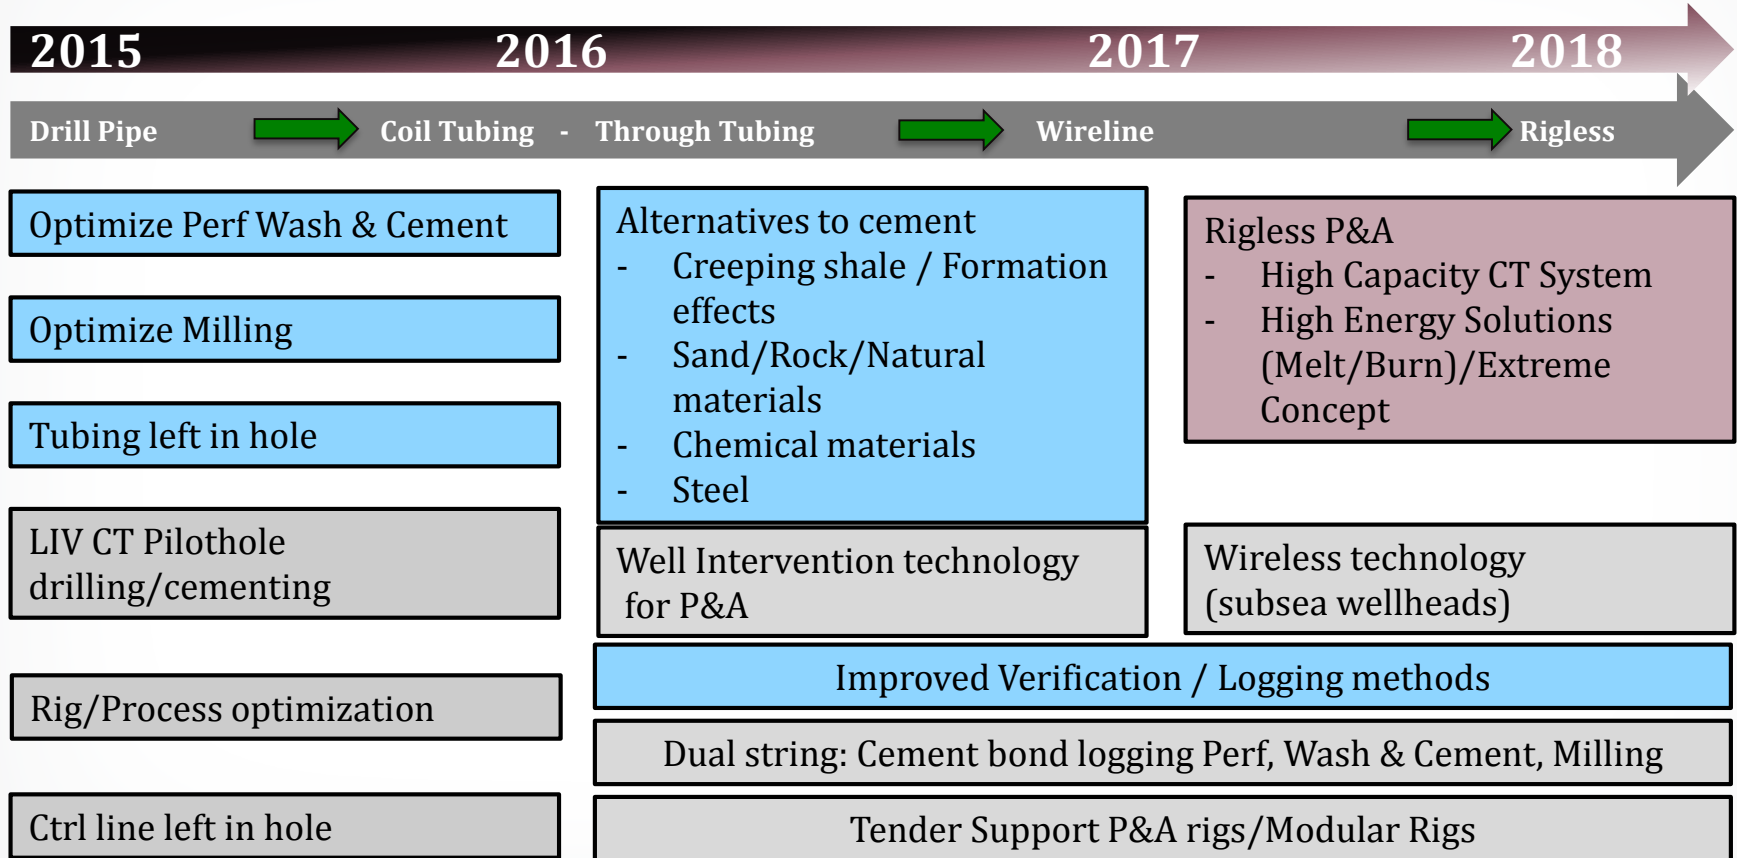 2015 2016 2017 2018
Drill Pipe Coil Tubing - Through Tubing Wireline Rigless
Optimize Perf Wash & Cement
Optimize Milling
Tubing left in hole
LIV CT Pilothole
drilling/cementing
Rig/Process optimization
Ctrl line left in hole
Alternatives to cement
- Creeping shale / Formation
effects
- Sand/Rock/Natural
materials
- Chemical materials
- Steel
Well Intervention technology
for P&A
Rigless P&A
- High Capacity CT System
- High Energy Solutions
(Melt/Burn)/Extreme
Concept
Wireless technology
(subsea wellheads)
Improved Verification / Logging methods
Dual string: Cement bond logging Perf, Wash & Cement, Milling
Tender Support P&A rigs/Modular Rigs